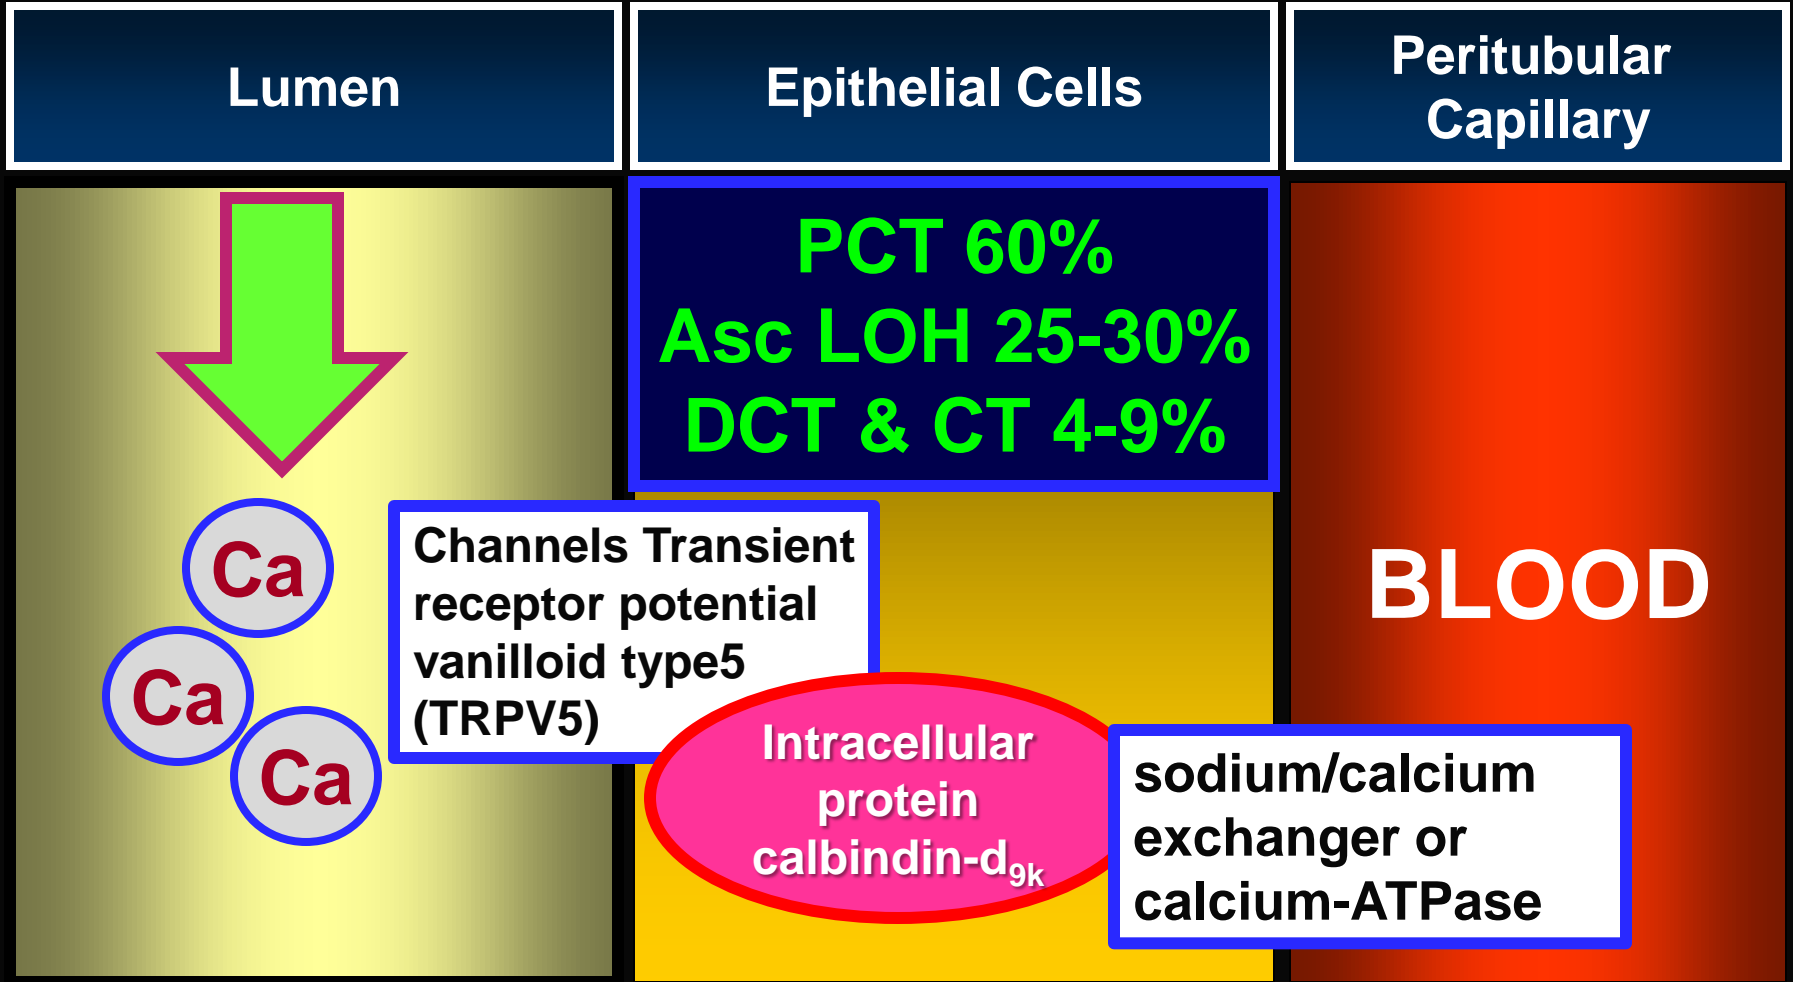 Lumen
Epithelial Cells
Peritubular
Capillary
PCT 60%
Asc LOH 25-30%
DCT & CT 4-9%
Ca
Ca
Ca
Channels Transient
receptor potential
vanilloid type5
(TRPV5)
Intracellular
protein
calbindin-d9k
sodium/calcium
exchanger or
calcium-ATPase
BLOOD